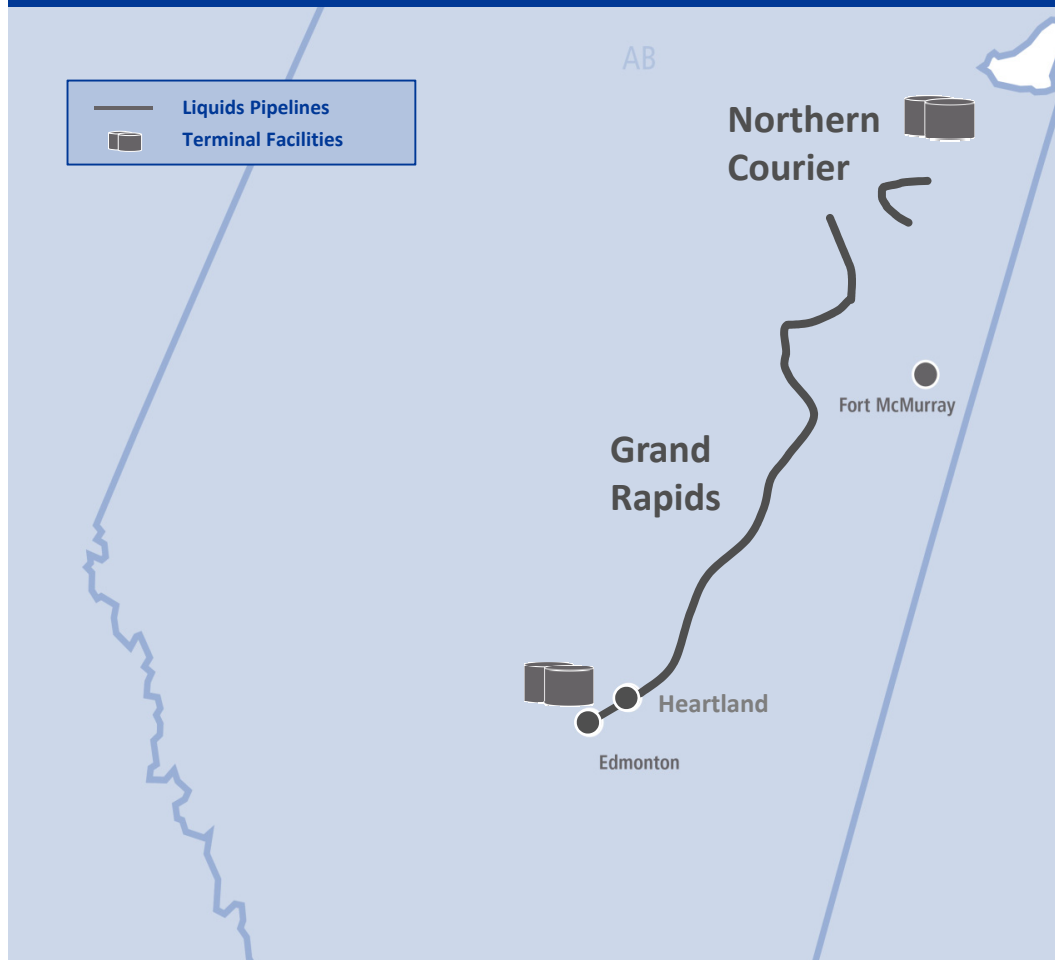 AB
Liquids Pipelines
Terminal Facilities
Northern
Courier
Fort McMurray
Grand
Rapids
Heartland
Edmonton